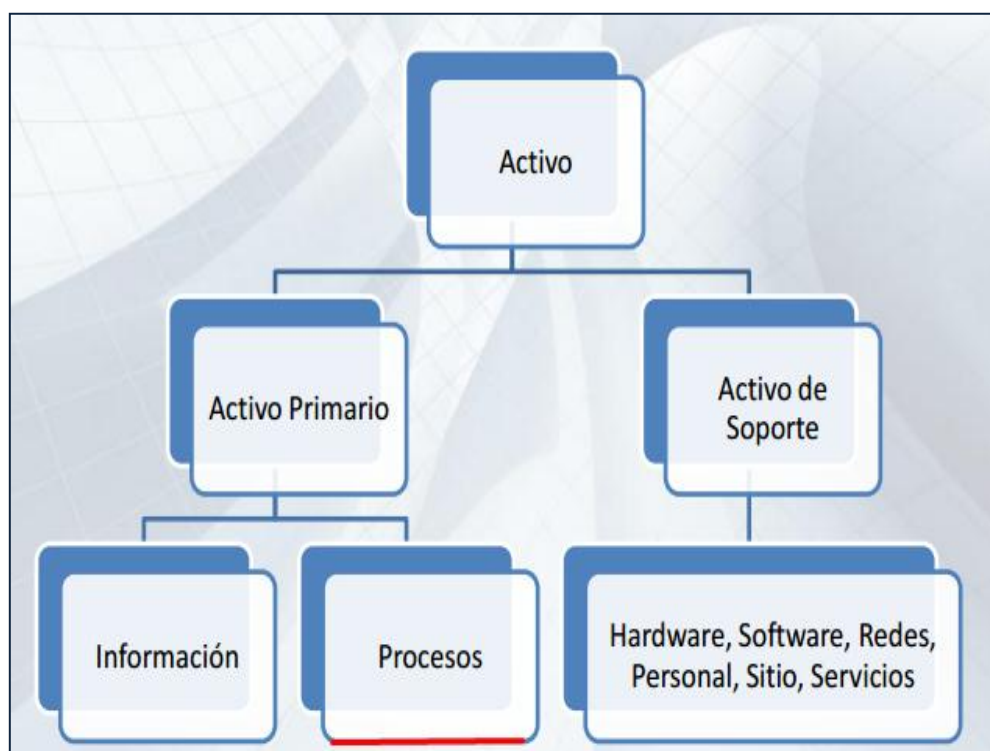 Activo
Activo Primario
Activo de
Soporte
Información
Procesos
Hardware, Software, Redes,
Personal, Sitio, Servicios